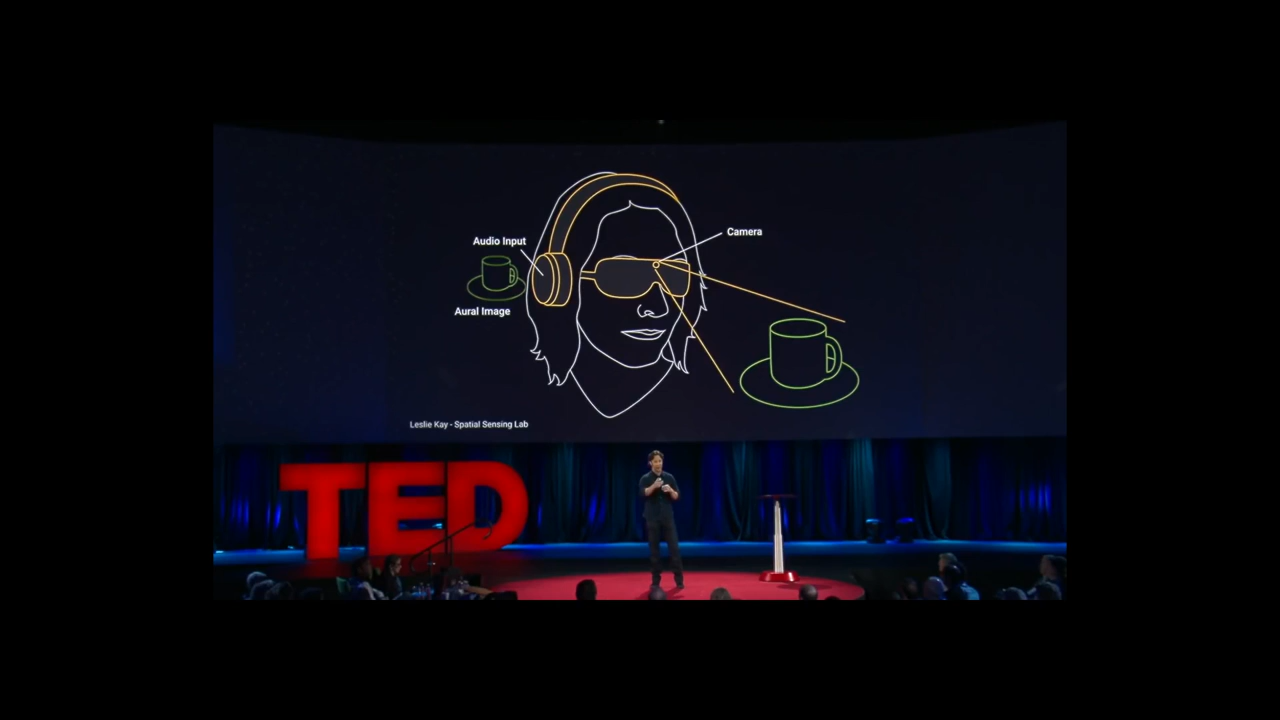 Audio Input
Camera
Aural Image
Leslie Kay - Spatial Sensing Lab
TED